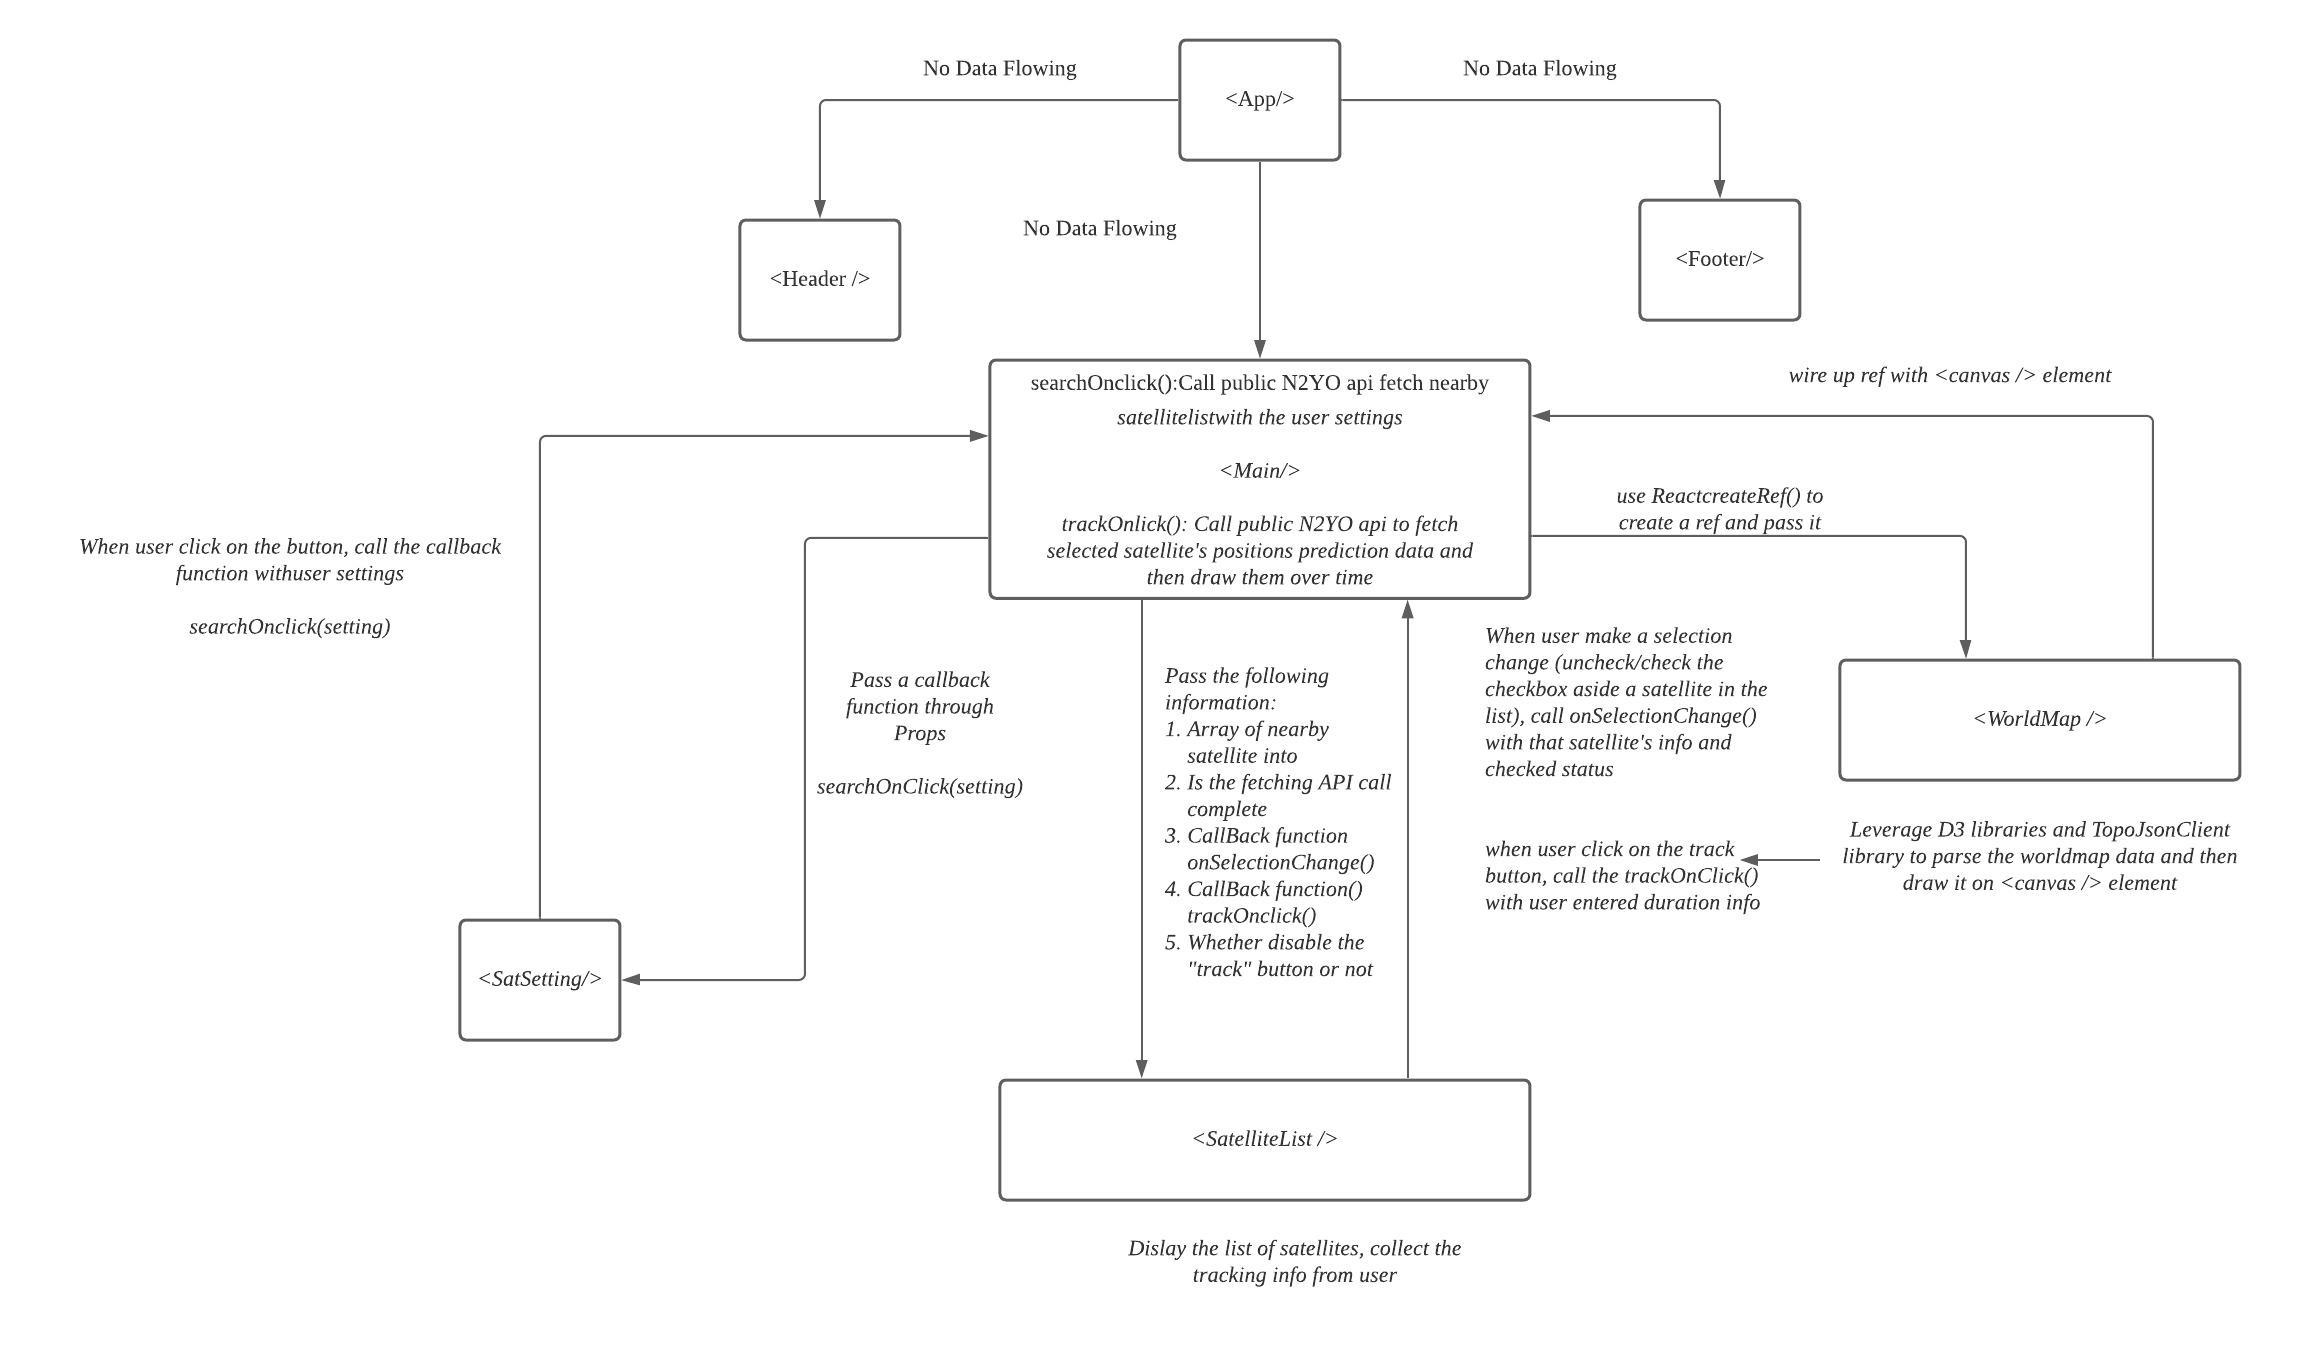 No Data Flowing
<App/>
No Data Flowing
<Header />
No Data Flowing
<Footer/>
searchOnclick():Call public N2YO api fetch nearby
satellitelistwith the user settings
<Main/>
trackOnlick(): Call public N2YO api to fetch
selected satellite's positions prediction data and
then draw them over time
wire up ref with <canvas /> element
use ReactcreateRef() to
create a ref and pass it
When user click on the button, call the callback
function withuser settings
searchOnclick(setting)
Pass a callback
function through
Props
searchOnClick(setting)
Pass the following
information:
1. Array of nearby
satellite into
2. Is the fetching API call
complete
3. CallBack function
onSelectionChange()
4. CallBack function()
trackOnclick()
5. Whether disable the
"track" button or not
When user make a selection
change (uncheck/check the
checkbox aside a satellite in the
list), call onSelectionChange()
with that satellite's info and
checked status
when user click on the track
button, call the trackOnClick()
with user entered duration info
<WorldMap />
Leverage D3 libraries and TopoJsonClient
library to parse the worldmap data and then
draw it on <canvas /> element
<SatSetting/>
<SatelliteList />
Dislay the list of satellites, collect the
tracking info from user